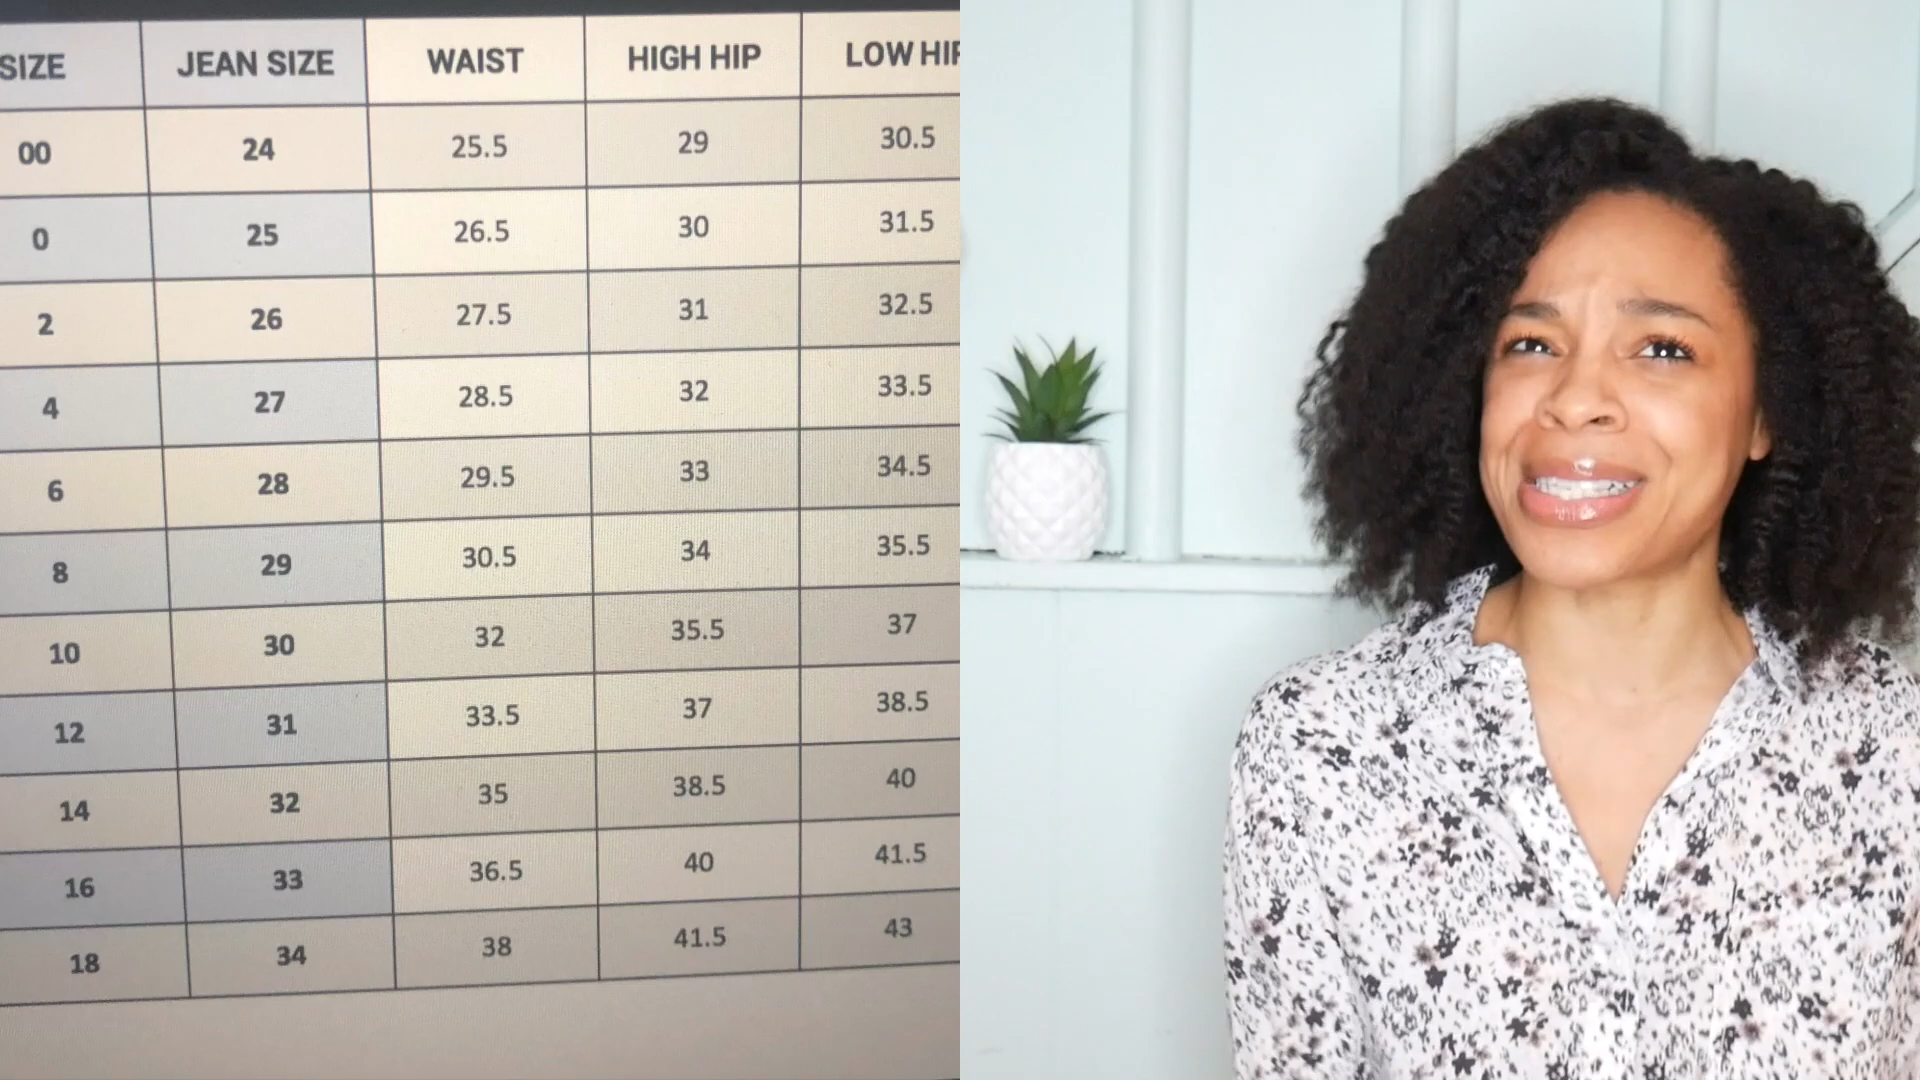 SIZE JEAN SIZE WAIST HIGH HIP LOW HIP
00 24 25.5 29 30.5
0 25 26.5 30 31.5
2 26 27.5 31 32.5
4 27 28.5 32 33.5
6 28 29.5 33 34.5
8 29 30.5 34 35.5
10 30 32 35.5 37
12 31 33.5 37 38.5
14 32 35 38.5 40
16 33 36.5 40 41.5
18 34 38 41.5 43